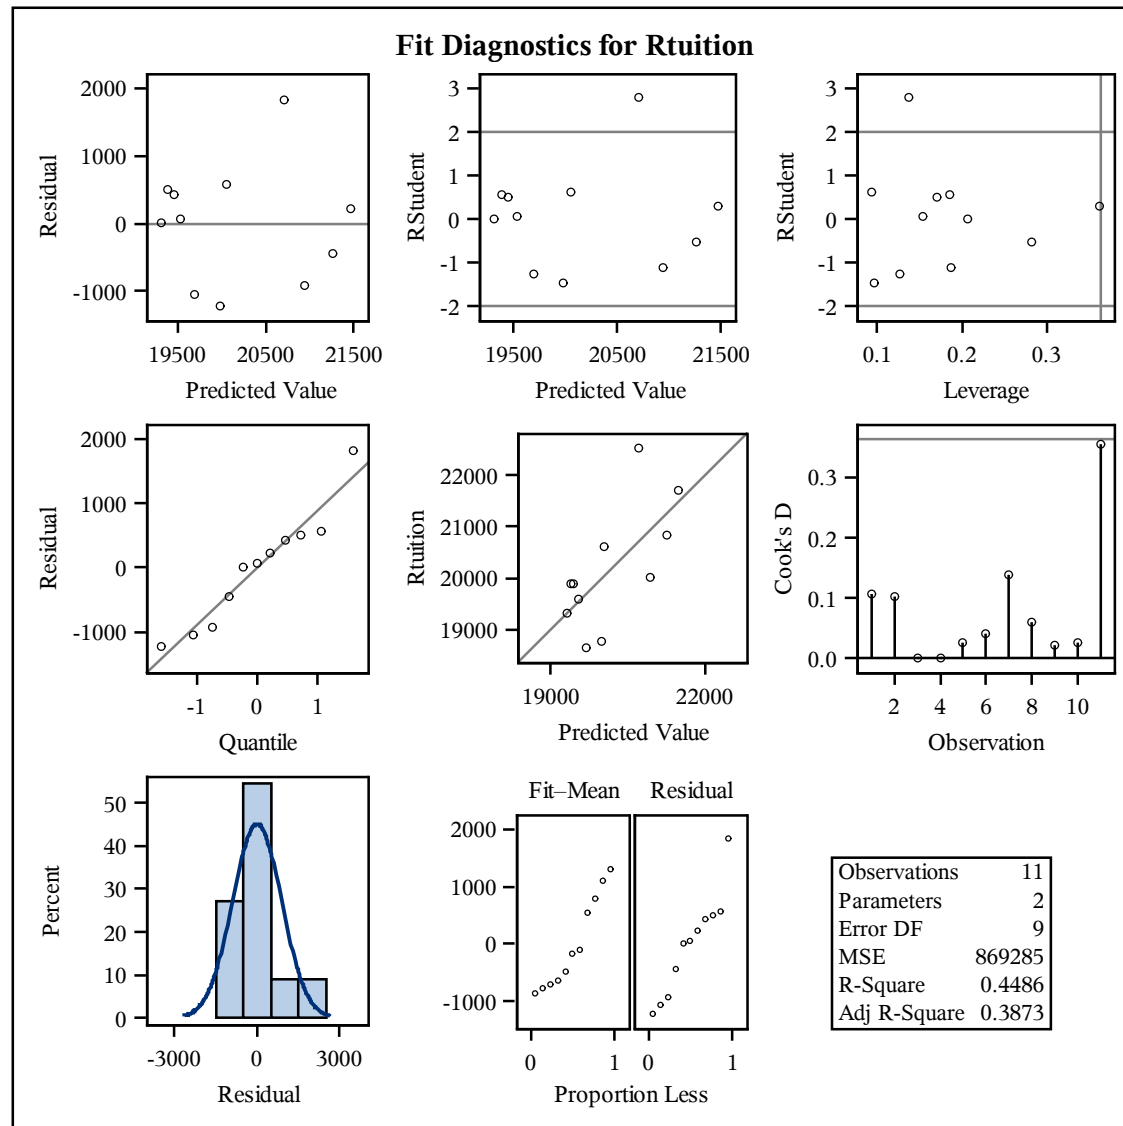 Fit Diagnostics for Rtuition
2000
1000
0
-1000
Residual
19500 20500 21500
Predicted Value
3
2
1
0
-1
-2
RStudent
19500 20500 21500
Predicted Value
3
2
1
0
-1
-2
RStudent
0.1 0.2 0.3
Leverage
2000
1000
0
-1000
Residual
-1 0 1
Quantile
22000
21000
20000
19000
Rtuition
19000 22000
Predicted Value
0.3
0.2
0.1
0.0
Cook's D
2 4 6 8 10
Observation
50
40
30
20
10
0
Percent
-3000 0 3000
Residual
Fit–Mean Residual
2000
1000
0
-1000
0 1 0 1
Proportion Less
Observations 11
Parameters 2
Error DF 9
MSE 869285
R-Square 0.4486
Adj R-Square 0.3873